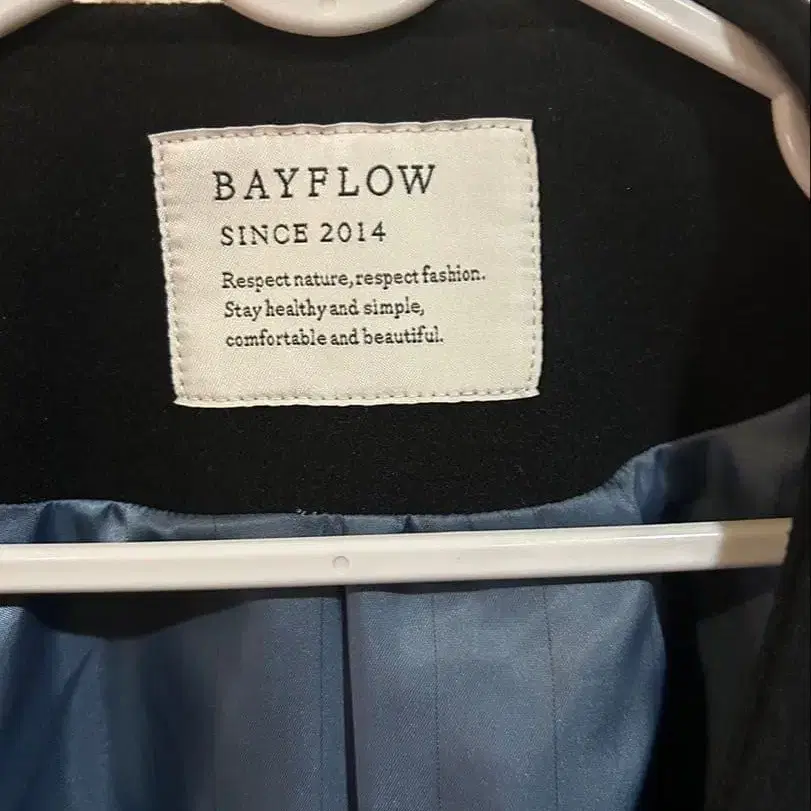 BAYFLOW
SINCE 2014
Respect nature, respect fashion.
Stay healthy and simple,
comfortable and beautiful.